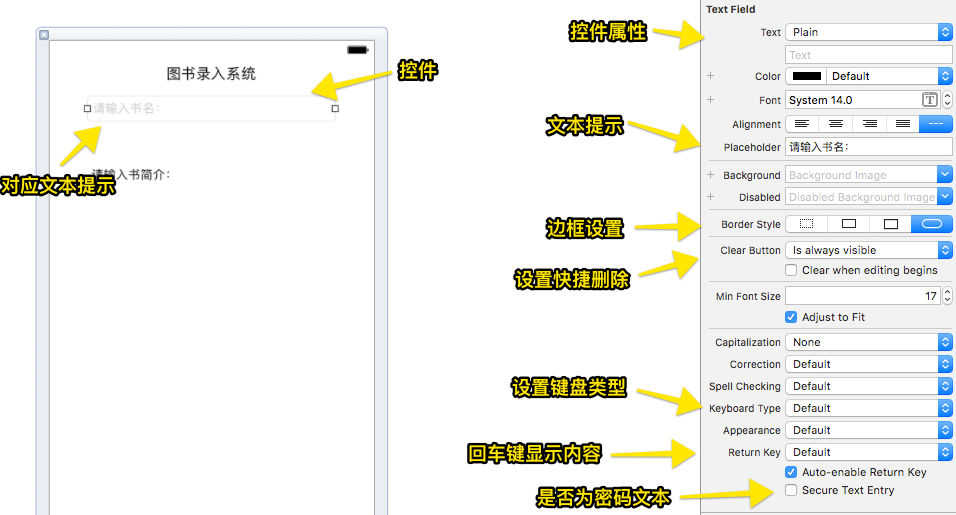 图书录入系统
控件
请输入书名：
对应文本提示
请输入书简介：
控件属性
文本提示
边框设置
设置快捷删除
设置键盘类型
回车键显示内容
是否为密码文本
Text Field
Text Plain
Text
Color Default
Font System 14.0 T
Alignment
Placeholder 请输入书名：
Background Background Image
Disabled Disabled Background Image
Border Style
Clear Button Is always visible
Clear when editing begins
Min Font Size 17
Adjust to Fit
Capitalization None
Correction Default
Spell Checking Default
Keyboard Type Default
Appearance Default
Return Key Default
Auto-enable Return Key
Secure Text Entry